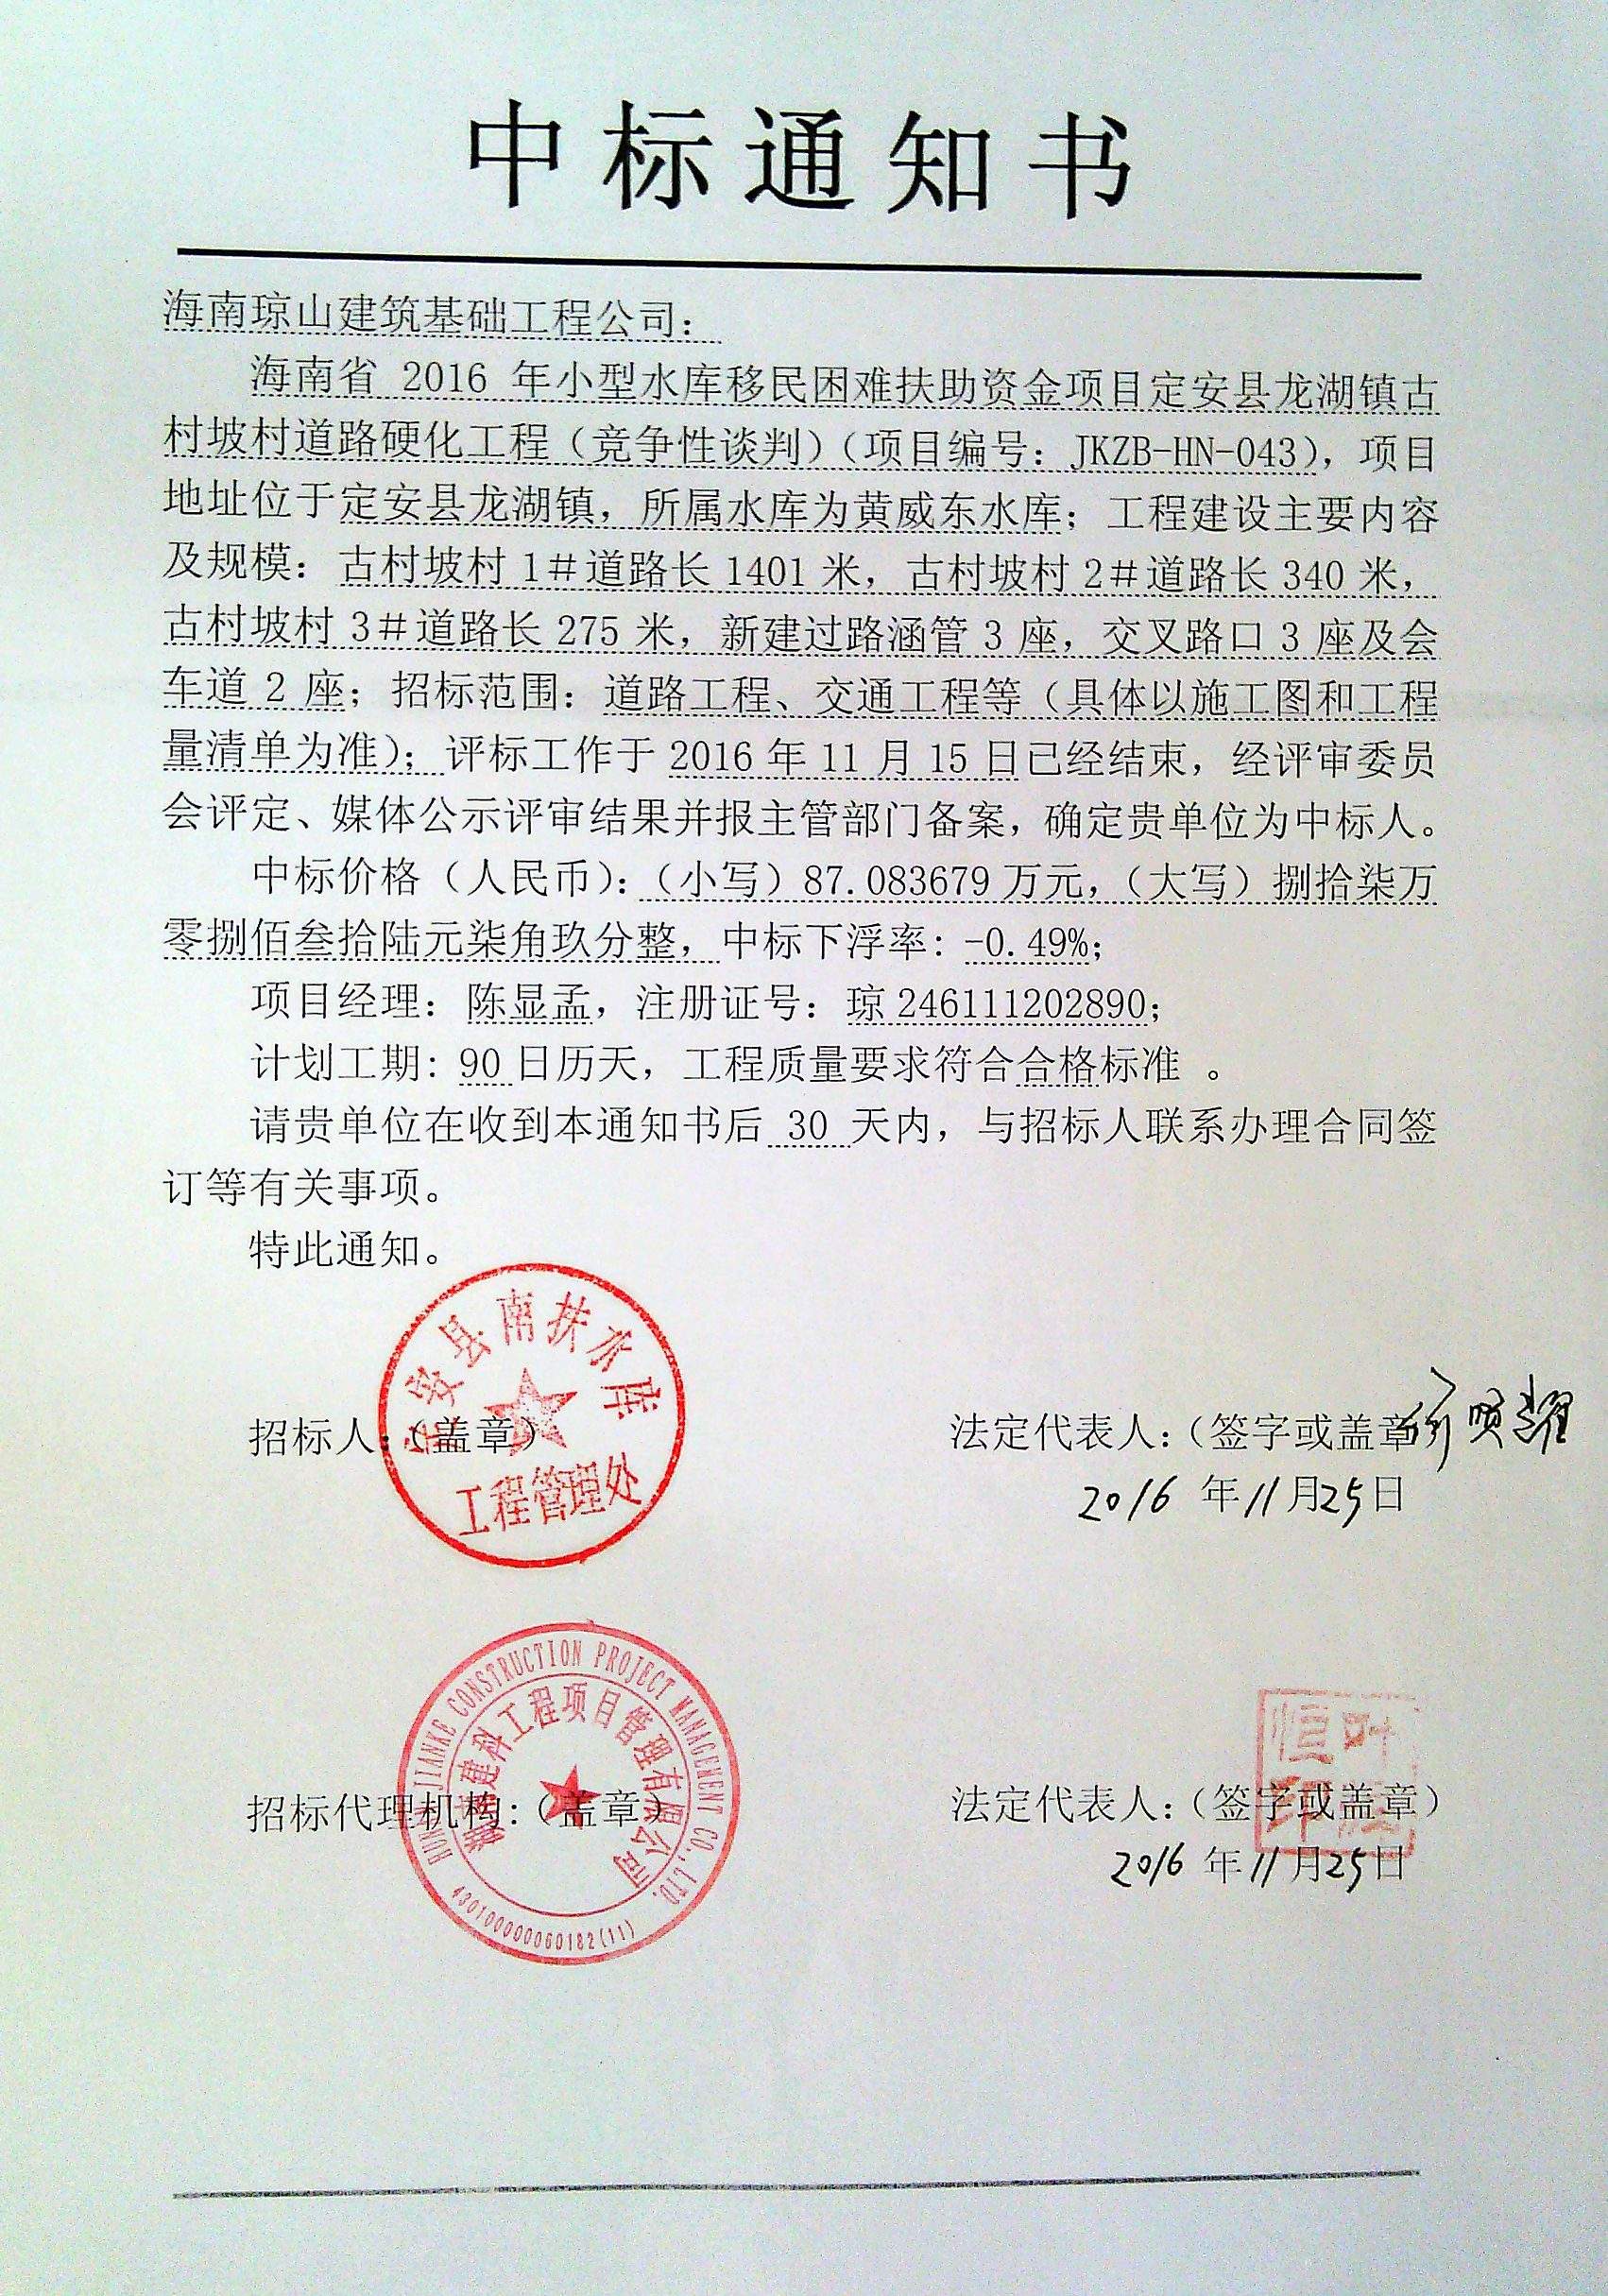 中标通知书
海南琼山建筑基础工程公司：
海南省 2016 年小型水库移民困难扶助资金项目定安县龙湖镇古
村坡村道路硬化工程（竞争性谈判）（项目编号：JKZB-HN-043），项目
地址位于定安县龙湖镇，所属水库为黄威东水库；工程建设主要内容
及规模：古村坡村 1＃道路长 1401 米，古村坡村 2＃道路长 340 米，
古村坡村 3＃道路长 275 米，新建过路涵管 3 座，交叉路口 3 座及会
车道 2 座；招标范围：道路工程、交通工程等（具体以施工图和工程
量清单为准）；评标工作于 2016 年 11 月 15 日已经结束，经评审委员
会评定、媒体公示评审结果并报主管部门备案，确定贵单位为中标人。
中标价格（人民币）：（小写）87.083679 万元，（大写）捌拾柒万
零捌佰叁拾陆元柒角玖分整，中标下浮率：-0.49%；
项目经理：陈显孟，注册证号：琼 246111202890；
计划工期：90 日历天，工程质量要求符合合格标准 。
请贵单位在收到本通知书后 30 天内，与招标人联系办理合同签
订等有关事项。
特此通知。
定安县南扶水库
工程管理处
招标人：（盖章）
法定代表人：（签字或盖章）
2016 年 11 月 25 日
HUNAN JIANKE CONSTRUCTION PROJECT MANAGEMENT CO.,LTD.
湖南建科工程项目管理有限公司
430100000060182(11)
招标代理机构：（盖章）
法定代表人：（签字或盖章）
2016 年 11 月 25 日